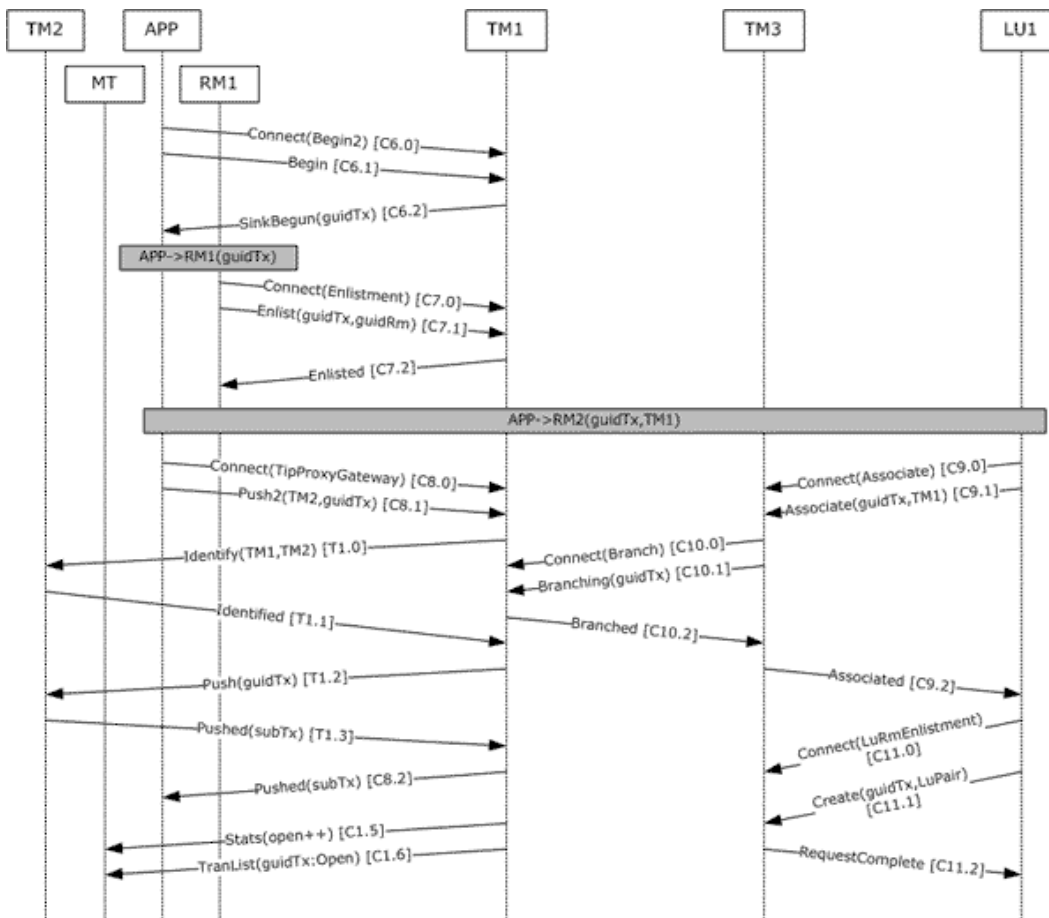 TM2 APP TM1 TM3 LU1
MT RM1
Connect(Begin2) [C6.0]
Begin [C6.1]
SinkBegun(guidTx) [C6.2]
APP->RM1(guidTx)
Connect(Enlistment) [C7.0]
Enlist(guidTx,guidRm) [C7.1]
Enlisted [C7.2]
APP->RM2(guidTx,TM1)
Connect(TipProxyGateway) [C8.0]
Connect(Associate) [C9.0]
Push2(TM2,guidTx) [C8.1]
Associate(guidTx,TM1) [C9.1]
Identify(TM1,TM2) [T1.0]
Connect(Branch) [C10.0]
Branching(guidTx) [C10.1]
Identified [T1.1]
Branched [C10.2]
Push(guidTx) [T1.2]
Associated [C9.2]
Pushed(subTx) [T1.3]
Connect(LuRmEnlistment)
[C11.0]
Pushed(subTx) [C8.2]
Create(guidTx,LuPair)
[C11.1]
Stats(open++) [C1.5]
TranList(guidTx:Open) [C1.6]
RequestComplete [C11.2]